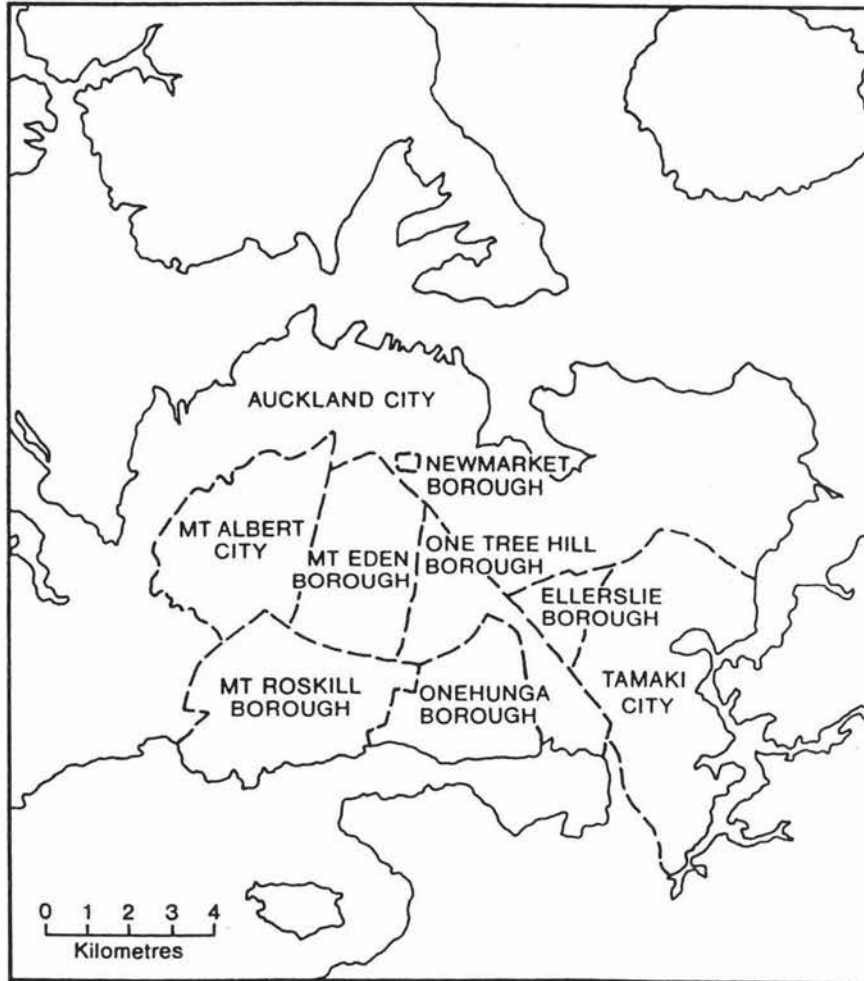 AUCKLAND CITY
NEWMARKET
BOROUGH
MT ALBERT
CITY
MT EDEN
BOROUGH
ONE TREE HILL
BOROUGH
ELLERSLIE
BOROUGH
MT ROSKILL
BOROUGH
ONEHUNGA
BOROUGH
TAMAKI
CITY
0 1 2 3 4
Kilometres